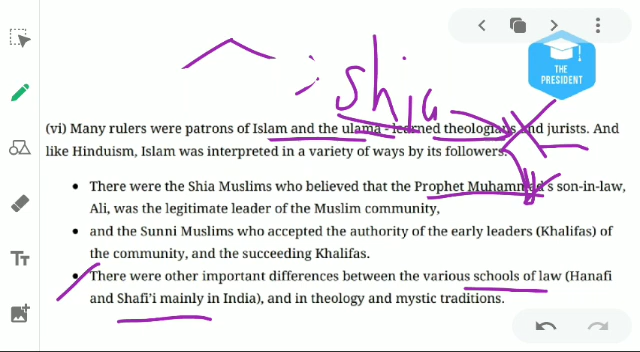 shia
THE
PRESIDENT
(vi) Many rulers were patrons of Islam and the ulama - learned theologians and jurists. And
like Hinduism, Islam was interpreted in a variety of ways by its followers.
• There were the Shia Muslims who believed that the Prophet Muhammad's son-in-law,
Ali, was the legitimate leader of the Muslim community,
• and the Sunni Muslims who accepted the authority of the early leaders (Khalifas) of
the community, and the succeeding Khalifas.
• There were other important differences between the various schools of law (Hanafi
and Shafi'i mainly in India), and in theology and mystic traditions.
TT